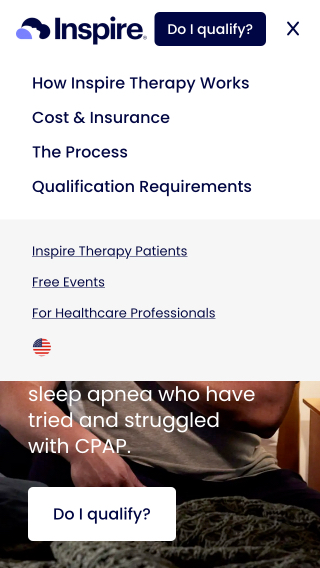 Inspire®
Do I qualify?
X
How Inspire Therapy Works
Cost & Insurance
The Process
Qualification Requirements
Inspire Therapy Patients
Free Events
For Healthcare Professionals
sleep apnea who have
tried and struggled
with CPAP.
Do I qualify?